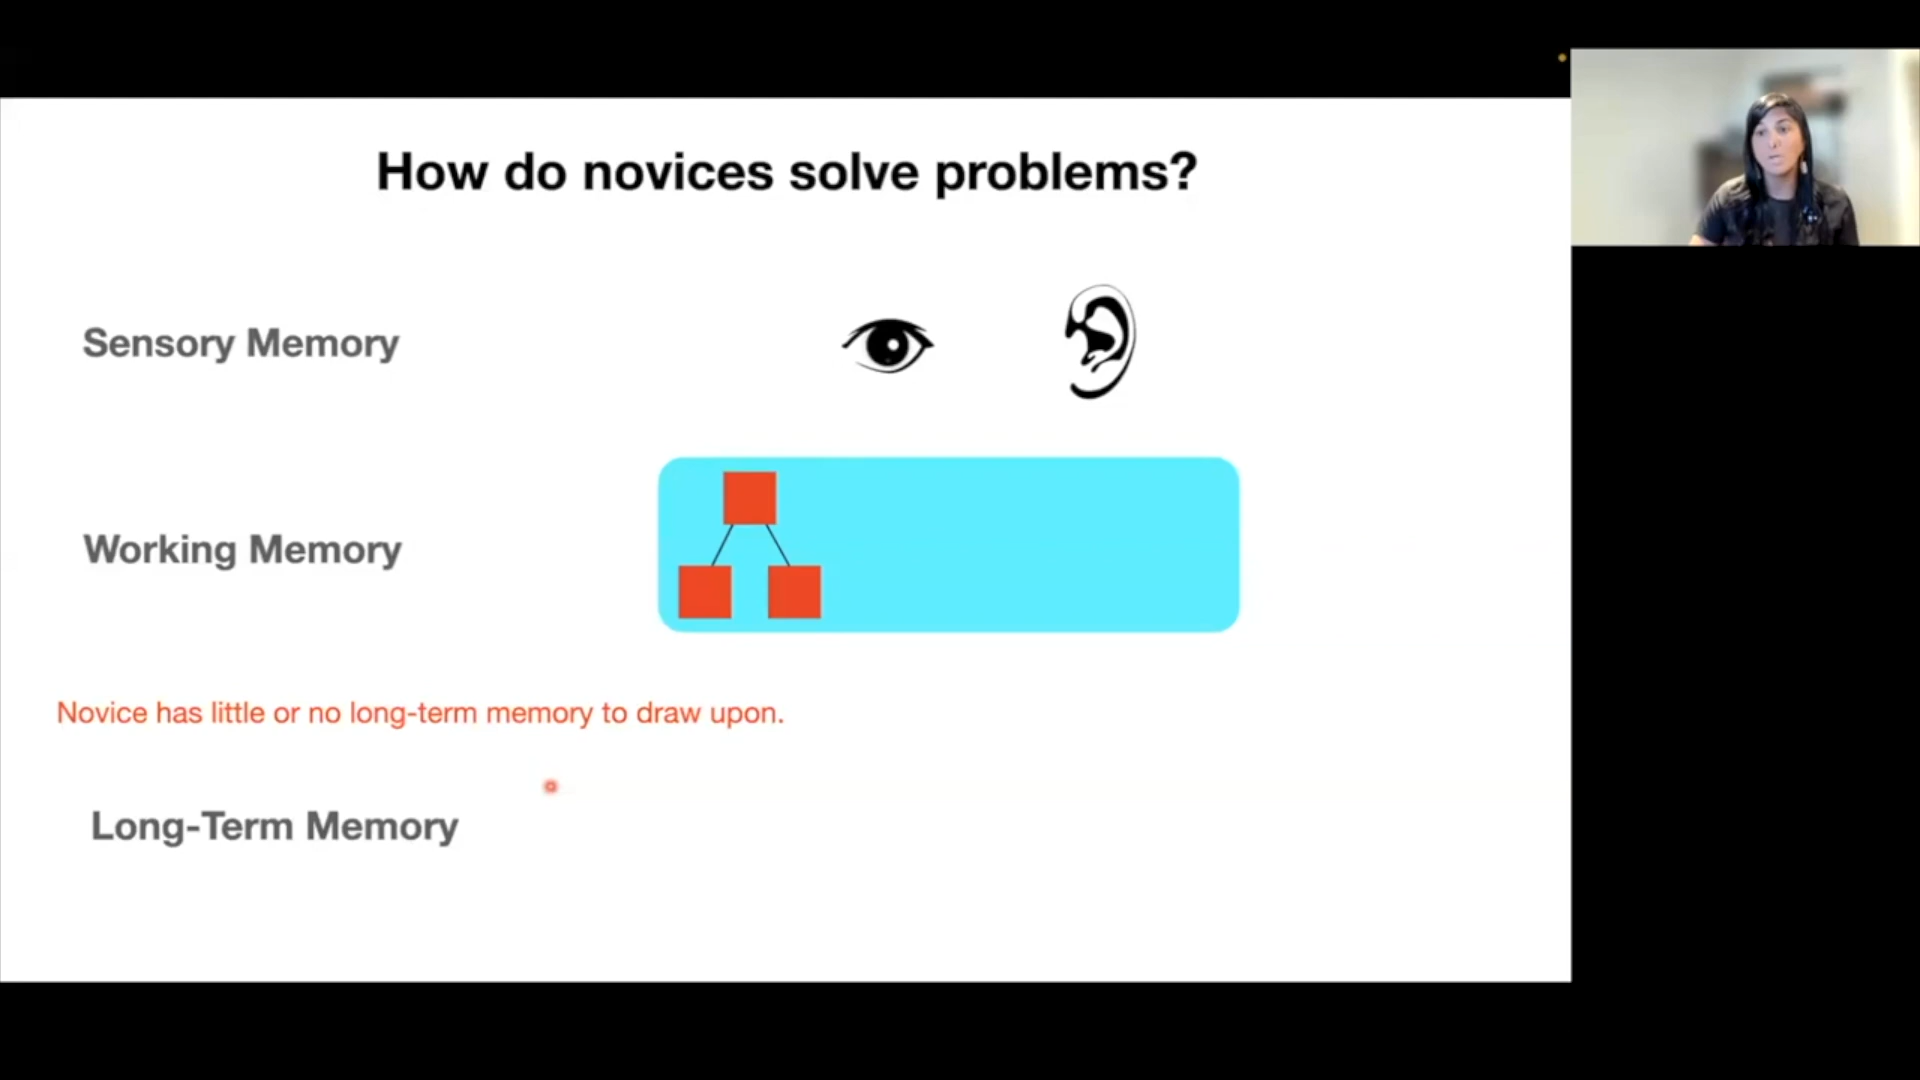 How do novices solve problems?
Sensory Memory
Working Memory
Novice has little or no long-term memory to draw upon.
Long-Term Memory